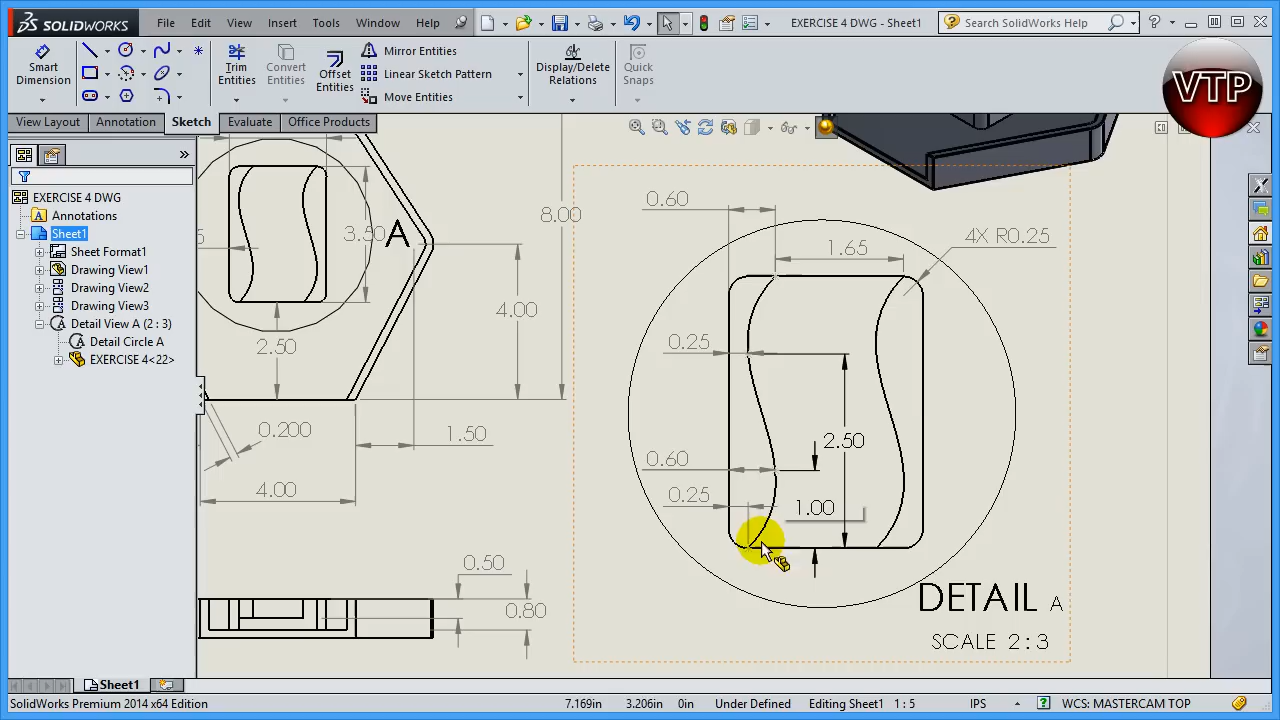 SOLIDWORKS
File Edit View Insert Tools Window Help
EXERCISE 4 DWG - Sheet1
Search SolidWorks Help
VTP
Smart Dimension
Trim Entities
Convert Entities
Offset Entities
Mirror Entities
Linear Sketch Pattern
Move Entities
Display/Delete Relations
Quick Snaps
View Layout
Annotation
Sketch
Evaluate
Office Products
EXERCISE 4 DWG
Annotations
Sheet1
Sheet Format1
Drawing View1
Drawing View2
Drawing View3
Detail View A (2 : 3)
Detail Circle A
EXERCISE 4<22>
8.00
3.50
A
4.00
2.50
0.200
1.50
4.00
0.50
0.80
0.60
1.65
4X R0.25
0.25
2.50
0.60
0.25
1.00
DETAIL A
SCALE 2 : 3
Sheet1
SolidWorks Premium 2014 x64 Edition
7.169in
3.206in
0in
Under Defined
Editing Sheet1
1 : 5
IPS
WCS: MASTERCAM TOP